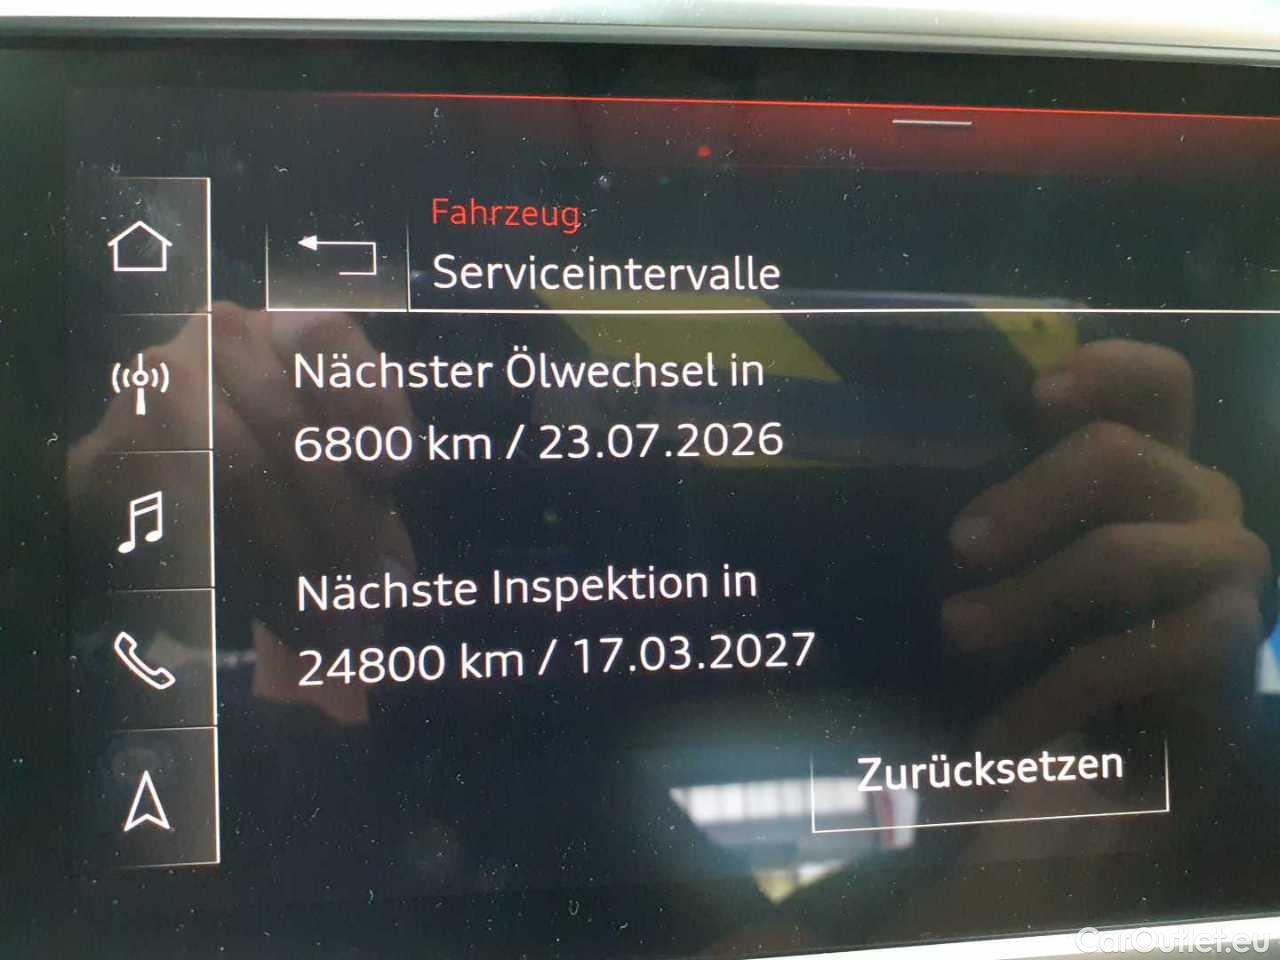 Fahrzeug
Serviceintervalle
Nächster Ölwechsel in
6800 km / 23.07.2026
Nächste Inspektion in
24800 km / 17.03.2027
Zurücksetzen
CarOutlet.eu